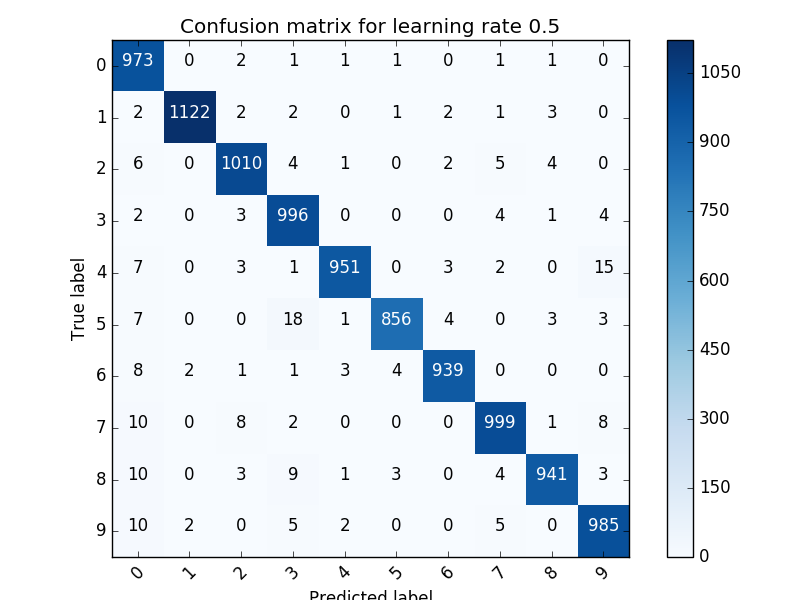 Confusion matrix for learning rate 0.5
0 973 0 2 1 1 1 0 1 1 0
1 2 1122 2 2 0 1 2 1 3 0
2 6 0 1010 4 1 0 2 5 4 0
3 2 0 3 996 0 0 0 4 1 4
4 7 0 3 1 951 0 3 2 0 15
5 7 0 0 18 1 856 4 0 3 3
6 8 2 1 1 3 4 939 0 0 0
7 10 0 8 2 0 0 0 999 1 8
8 10 0 3 9 1 3 0 4 941 3
9 10 2 0 5 2 0 0 5 0 985
0 1 2 3 4 5 6 7 8 9
True label
Predicted label
1050
900
750
600
450
300
150
0